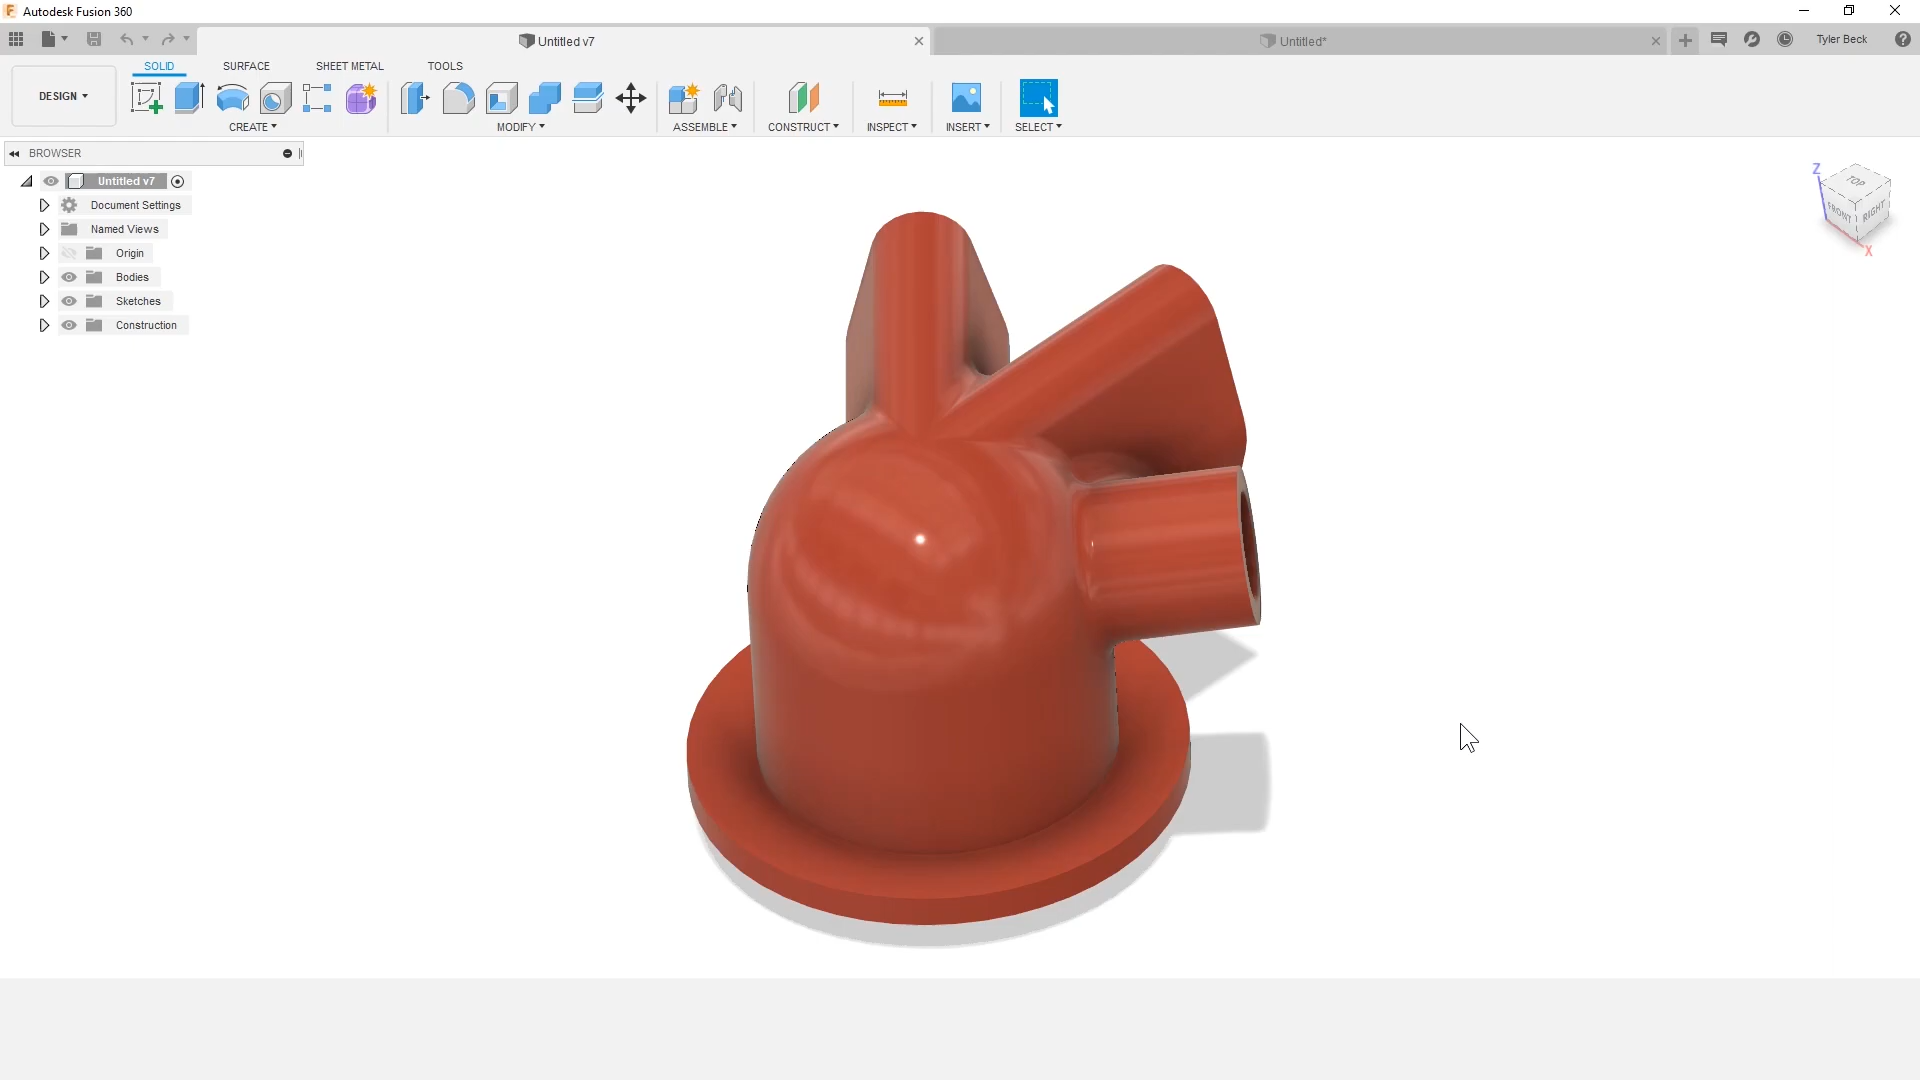 Autodesk Fusion 360
Untitled v7
Untitled*
Tyler Beck
DESIGN
SOLID
SURFACE
SHEET METAL
TOOLS
CREATE
MODIFY
ASSEMBLE
CONSTRUCT
INSPECT
INSERT
SELECT
BROWSER
Untitled v7
Document Settings
Named Views
Origin
Bodies
Sketches
Construction
Z
TOP
FRONT
RIGHT
X